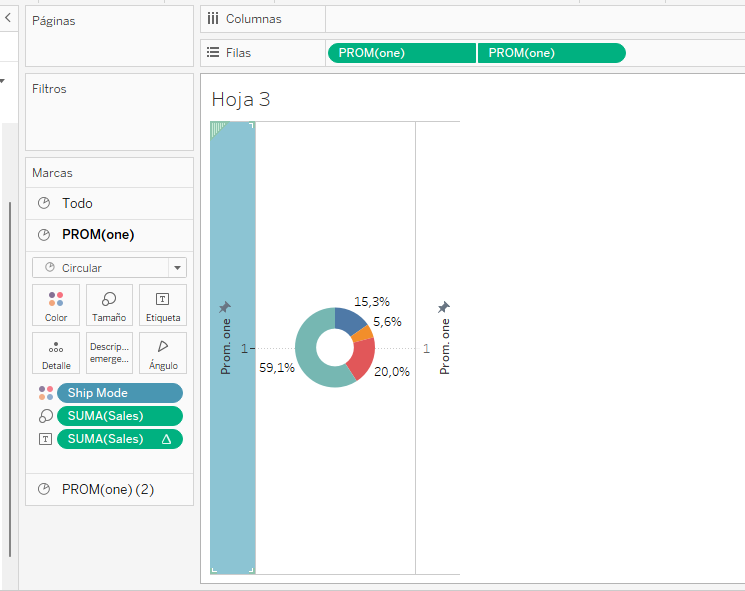 Páginas
Columnas
Filas
PROM(one)
PROM(one)
Filtros
Hoja 3
Marcas
Todo
PROM(one)
Circular
Color
Tamaño
Etiqueta
Detalle
Descrip...
emerge...
Ángulo
Ship Mode
SUMA(Sales)
T
SUMA(Sales)
PROM(one) (2)
Prom. one
1
15,3%
5,6%
20,0%
59,1%
1
Prom. one